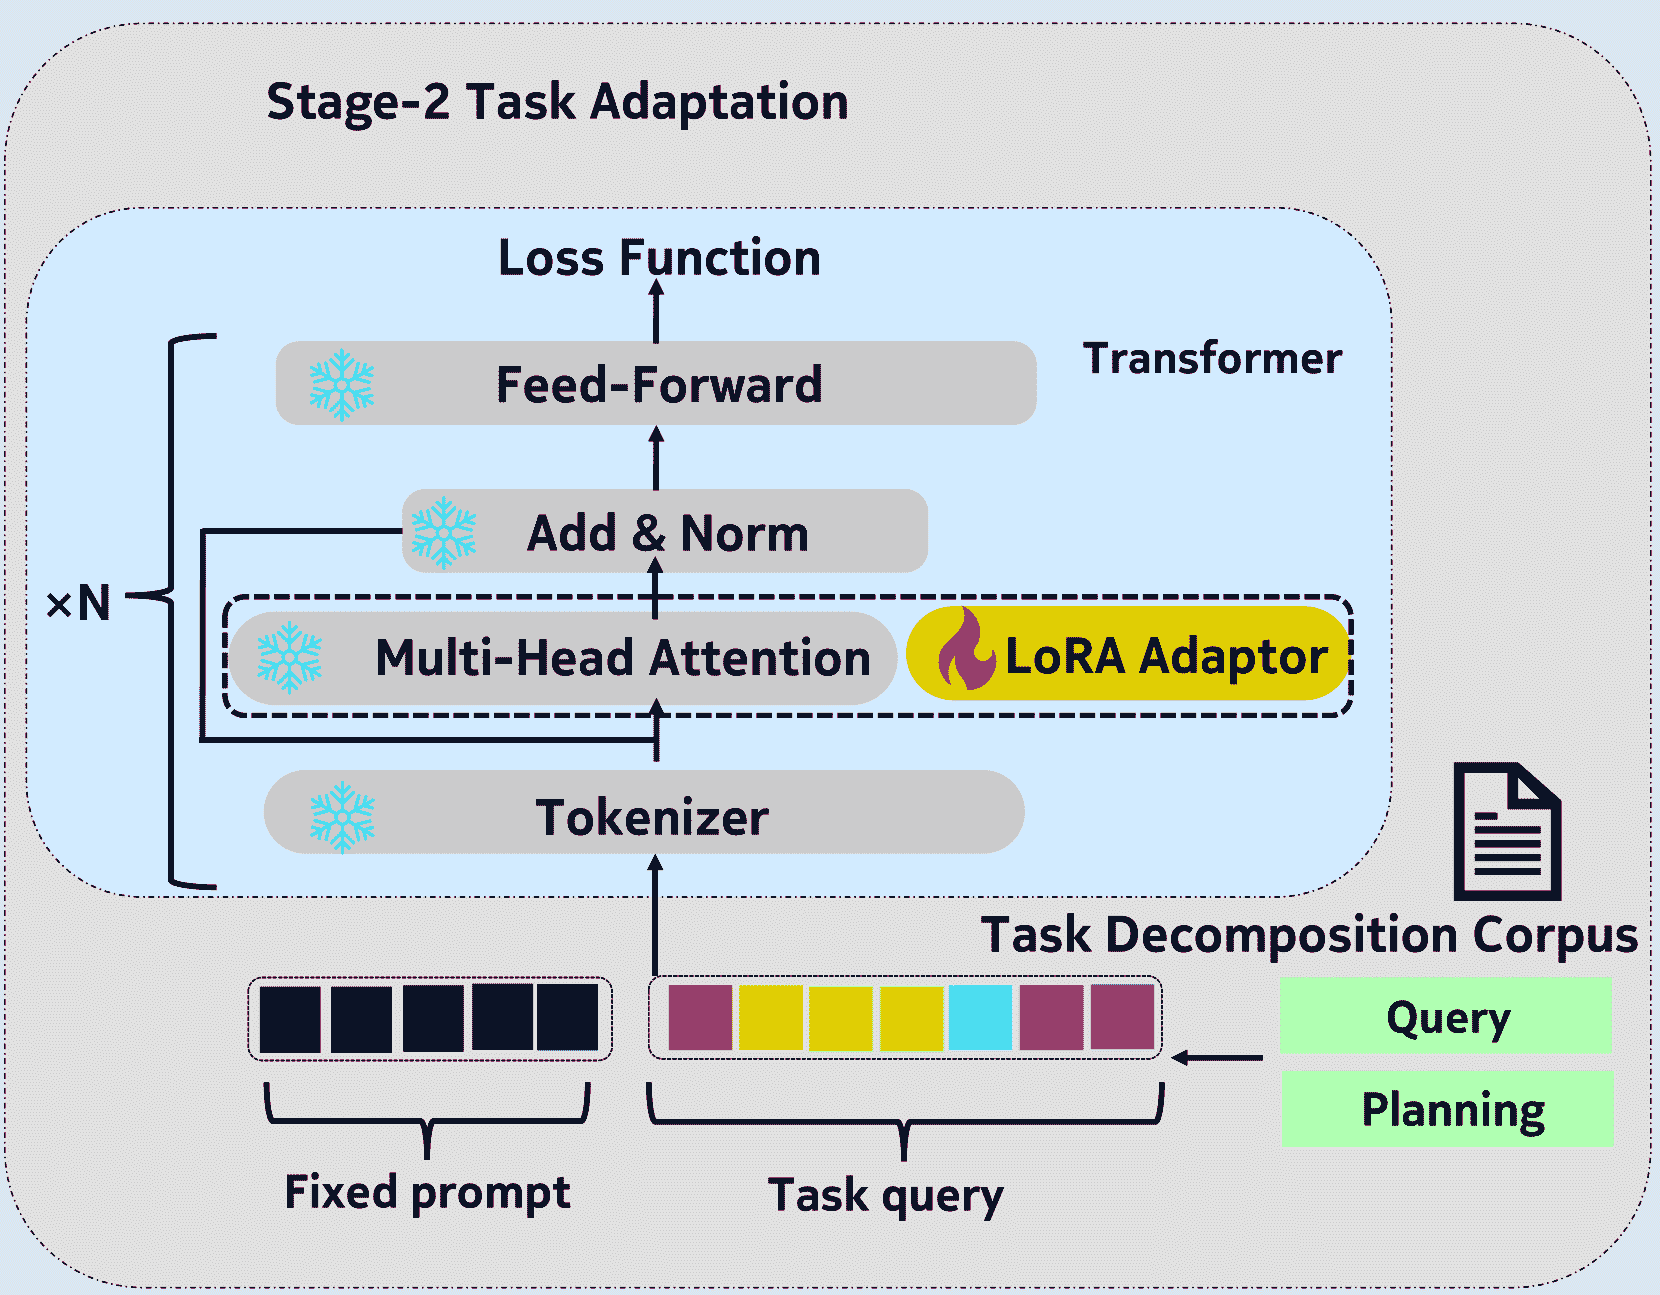 Stage-2 Task Adaptation
Loss Function
Feed-Forward
Transformer
Add & Norm
×N
Multi-Head Attention
LoRA Adaptor
Tokenizer
Task Decomposition Corpus
Query
Planning
Fixed prompt
Task query